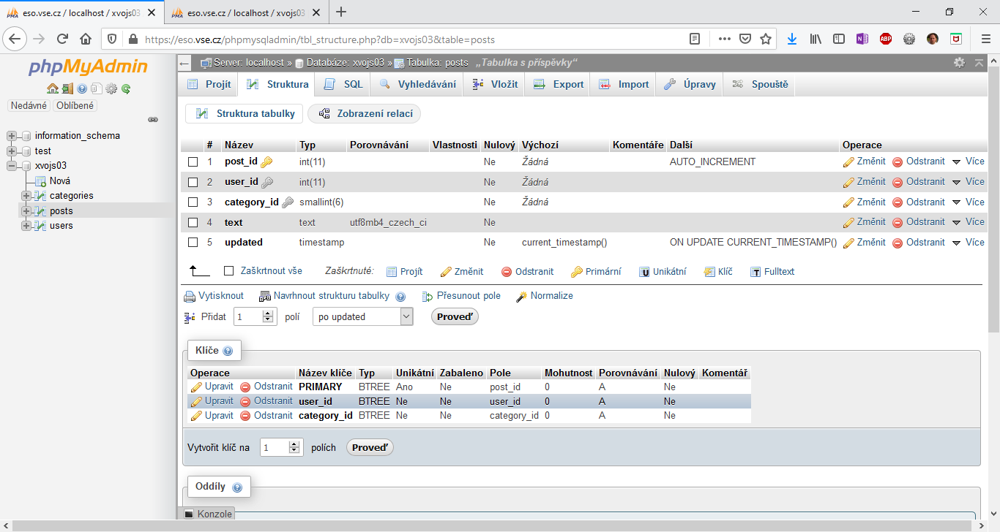 eso.vse.cz / localhost / xvojs03
eso.vse.cz / localhost / xvojs03
https://eso.vse.cz/phpmysqladmin/tbl_structure.php?db=xvojs03&table=posts
phpMyAdmin
Nedávné Oblíbené
information_schema
test
xvojs03
Nová
categories
posts
users
Server: localhost » Databáze: xvojs03 » Tabulka: posts „Tabulka s příspěvky“
Projít Struktura SQL Vyhledávání Vložit Export Import Úpravy Spouště
Struktura tabulky Zobrazení relací
# Název Typ Porovnávání Vlastnosti Nulový Výchozí Komentáře Další Operace
1 post_id int(11) Ne Žádná AUTO_INCREMENT Změnit Odstranit Více
2 user_id int(11) Ne Žádná Změnit Odstranit Více
3 category_id smallint(6) Ne Žádná Změnit Odstranit Více
4 text text utf8mb4_czech_ci Ne Změnit Odstranit Více
5 updated timestamp Ne current_timestamp() ON UPDATE CURRENT_TIMESTAMP() Změnit Odstranit Více
Zaškrtnout vše Zaškrtnuté: Projít Změnit Odstranit Primární Unikátní Klíč Fulltext
Vytisknout Navrhnout strukturu tabulky Přesunout pole Normalize
Přidat 1 polí po updated Proveď
Klíče
Operace Název klíče Typ Unikátní Zabaleno Pole Mohutnost Porovnávání Nulový Komentář
Upravit Odstranit PRIMARY BTREE Ano Ne post_id 0 A Ne
Upravit Odstranit user_id BTREE Ne Ne user_id 0 A Ne
Upravit Odstranit category_id BTREE Ne Ne category_id 0 A Ne
Vytvořit klíč na 1 polích Proveď
Oddíly
Konzole